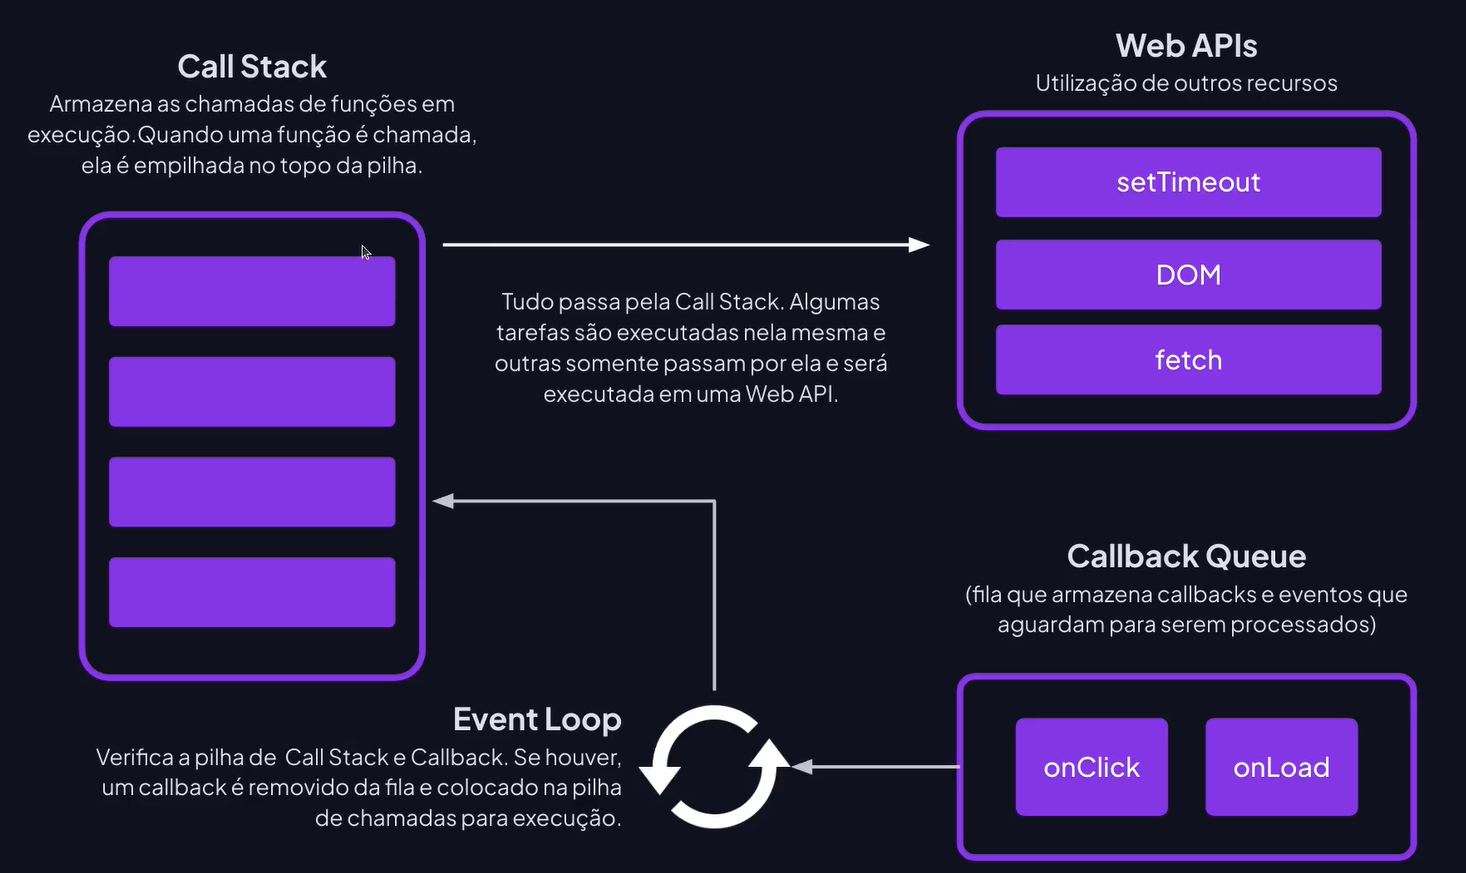 Call Stack
Armazena as chamadas de funções em
execução.Quando uma função é chamada,
ela é empilhada no topo da pilha.
Web APIs
Utilização de outros recursos
setTimeout
DOM
fetch
Tudo passa pela Call Stack. Algumas
tarefas são executadas nela mesma e
outras somente passam por ela e será
executada em uma Web API.
Callback Queue
(fila que armazena callbacks e eventos que
aguardam para serem processados)
onClick
onLoad
Event Loop
Verifica a pilha de  Call Stack e Callback. Se houver,
um callback é removido da fila e colocado na pilha
de chamadas para execução.